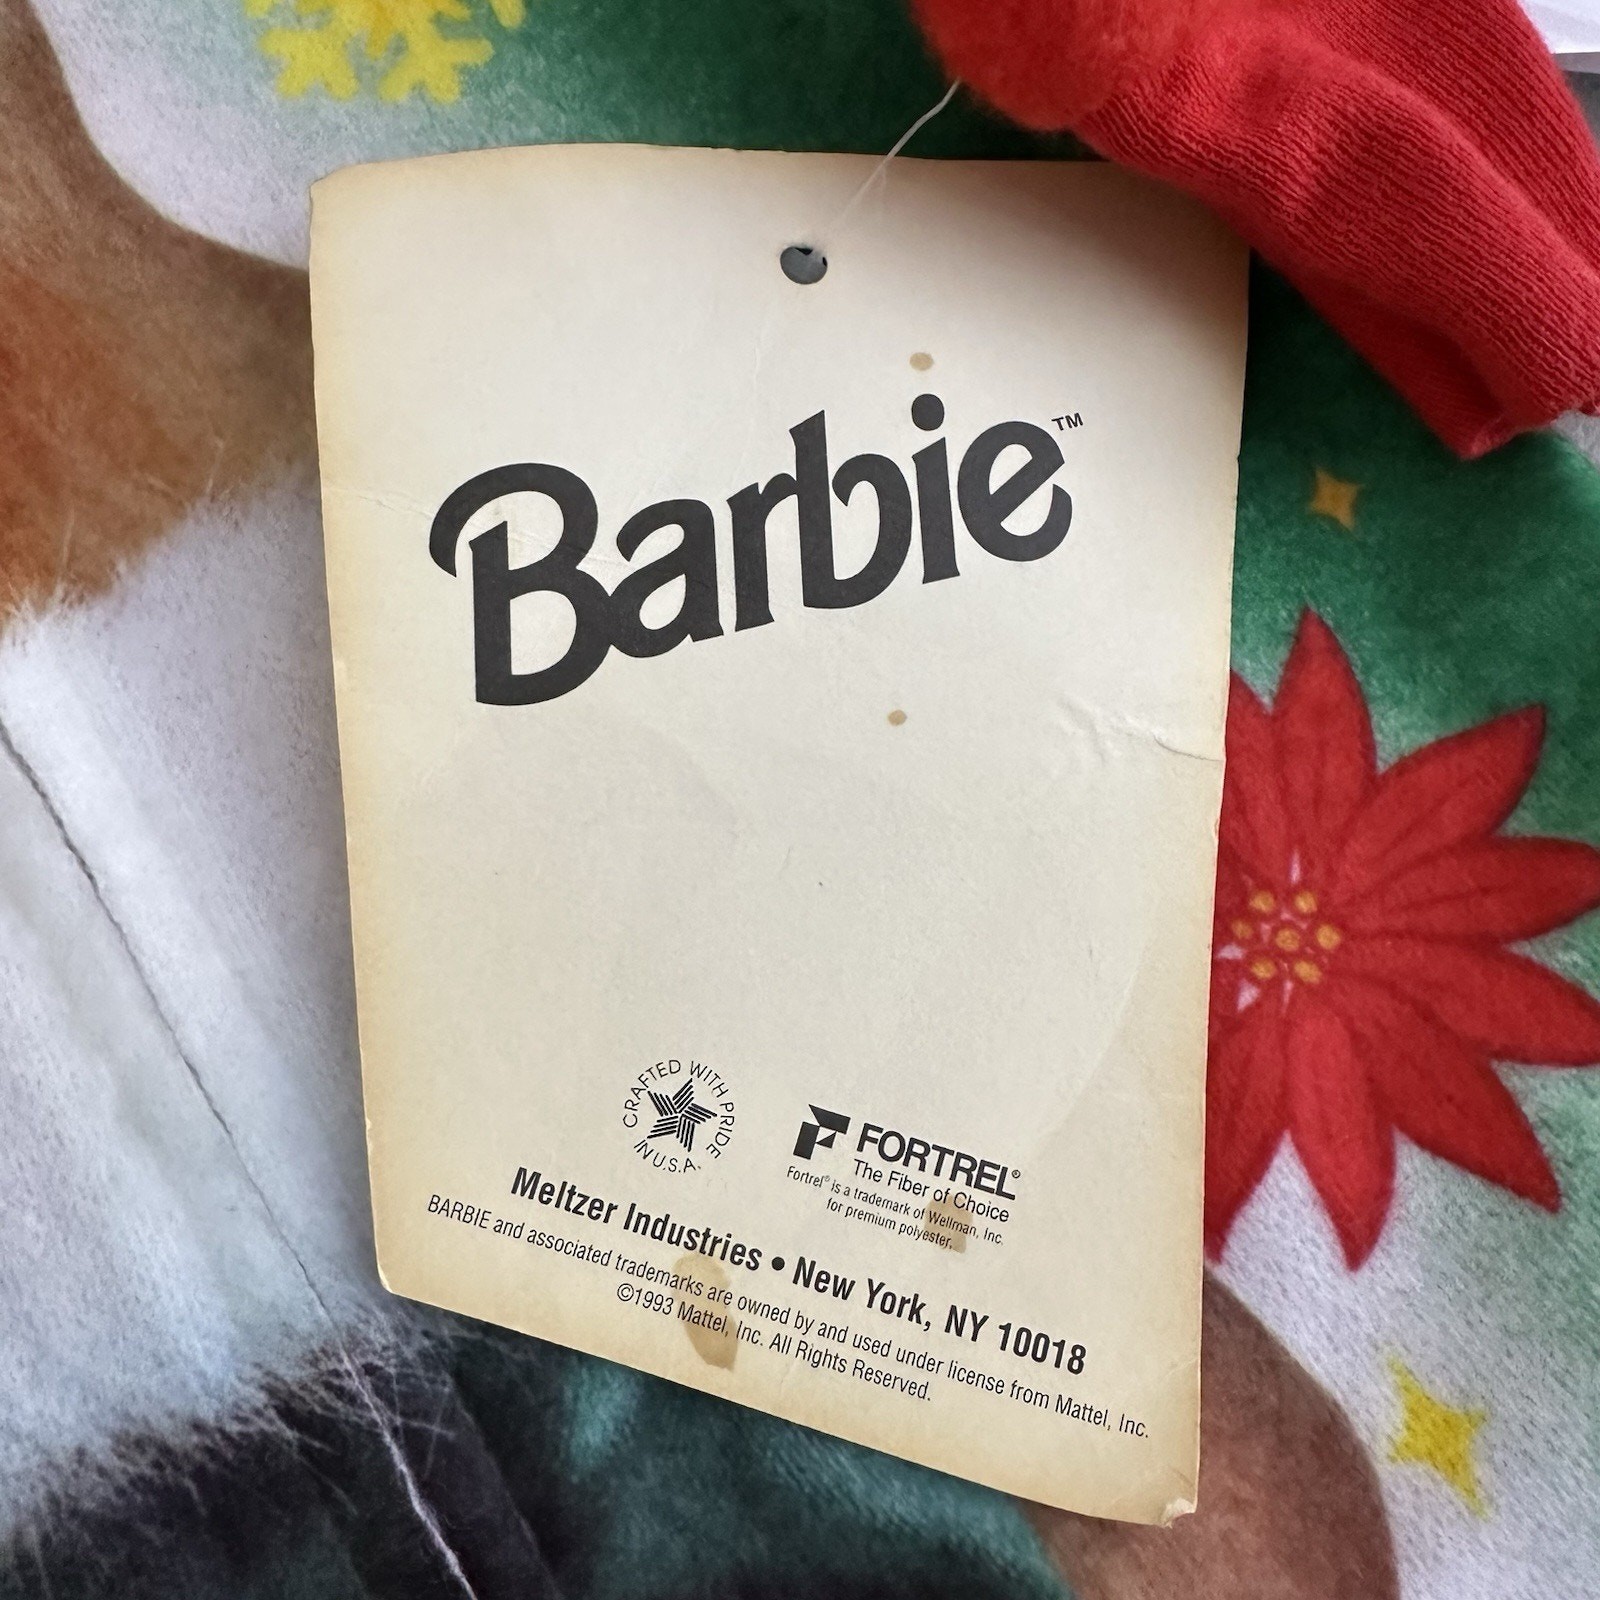 Barbie™
CRAFTED WITH PRIDE
IN U.S.A.®
FORTREL®
The Fiber of Choice
Fortrel® is a trademark of Wellman, Inc.
for premium polyester.
Meltzer Industries • New York, NY 10018
BARBIE and associated trademarks are owned by and used under license from Mattel, Inc.
©1993 Mattel, Inc. All Rights Reserved.